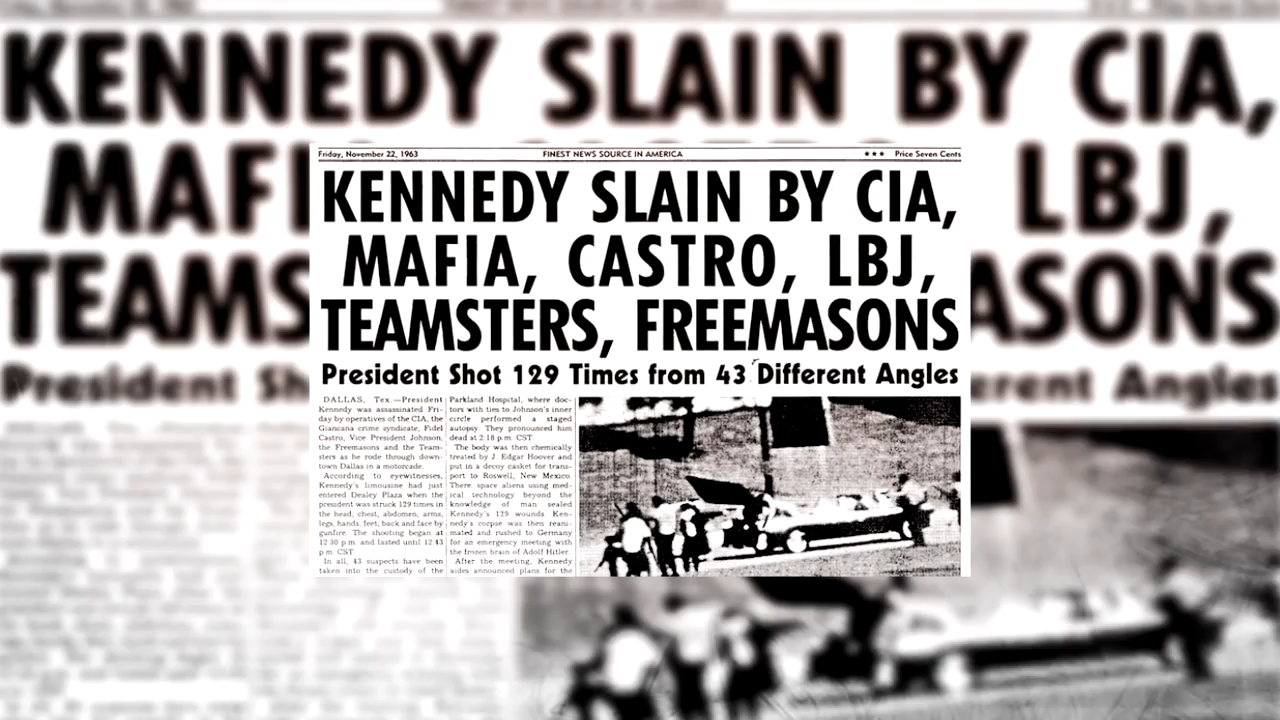 Friday, November 22, 1963 FINEST NEWS SOURCE IN AMERICA ★★★ Price Seven Cents
KENNEDY SLAIN BY CIA,
MAFIA, CASTRO, LBJ,
TEAMSTERS, FREEMASONS
President Shot 129 Times from 43 Different Angles
DALLAS, Tex.—President
Kennedy was assassinated Fri-
day by operatives of the CIA, the
Giancana crime syndicate, Fidel
Castro, Vice President Johnson,
the Freemasons and the Team-
sters as he rode through down-
town Dallas in a motorcade.
According to eyewitnesses,
Kennedy's limousine had just
entered Dealey Plaza when the
president was struck 129 times in
the head, chest, abdomen, arms,
legs, hands, feet, back and face by
gunfire. The shooting began at
12:30 p.m. and lasted until 12:43
p.m. CST.
In all, 43 suspects have been
taken into the custody of the
Parkland Hospital, where doc-
tors with ties to Johnson's inner
circle performed a staged
autopsy. They pronounced him
dead at 2:18 p.m. CST.
The body was then chemically
treated by J. Edgar Hoover and
put in a decoy casket for trans-
port to Roswell, New Mexico.
There space aliens using med-
ical technology beyond the
knowledge of man sealed
Kennedy's 129 wounds. Ken-
nedy's corpse was then reani-
mated and rushed to Germany
for an emergency meeting with
the frozen brain of Adolf Hitler.
After the meeting, Kennedy
aides announced plans for the